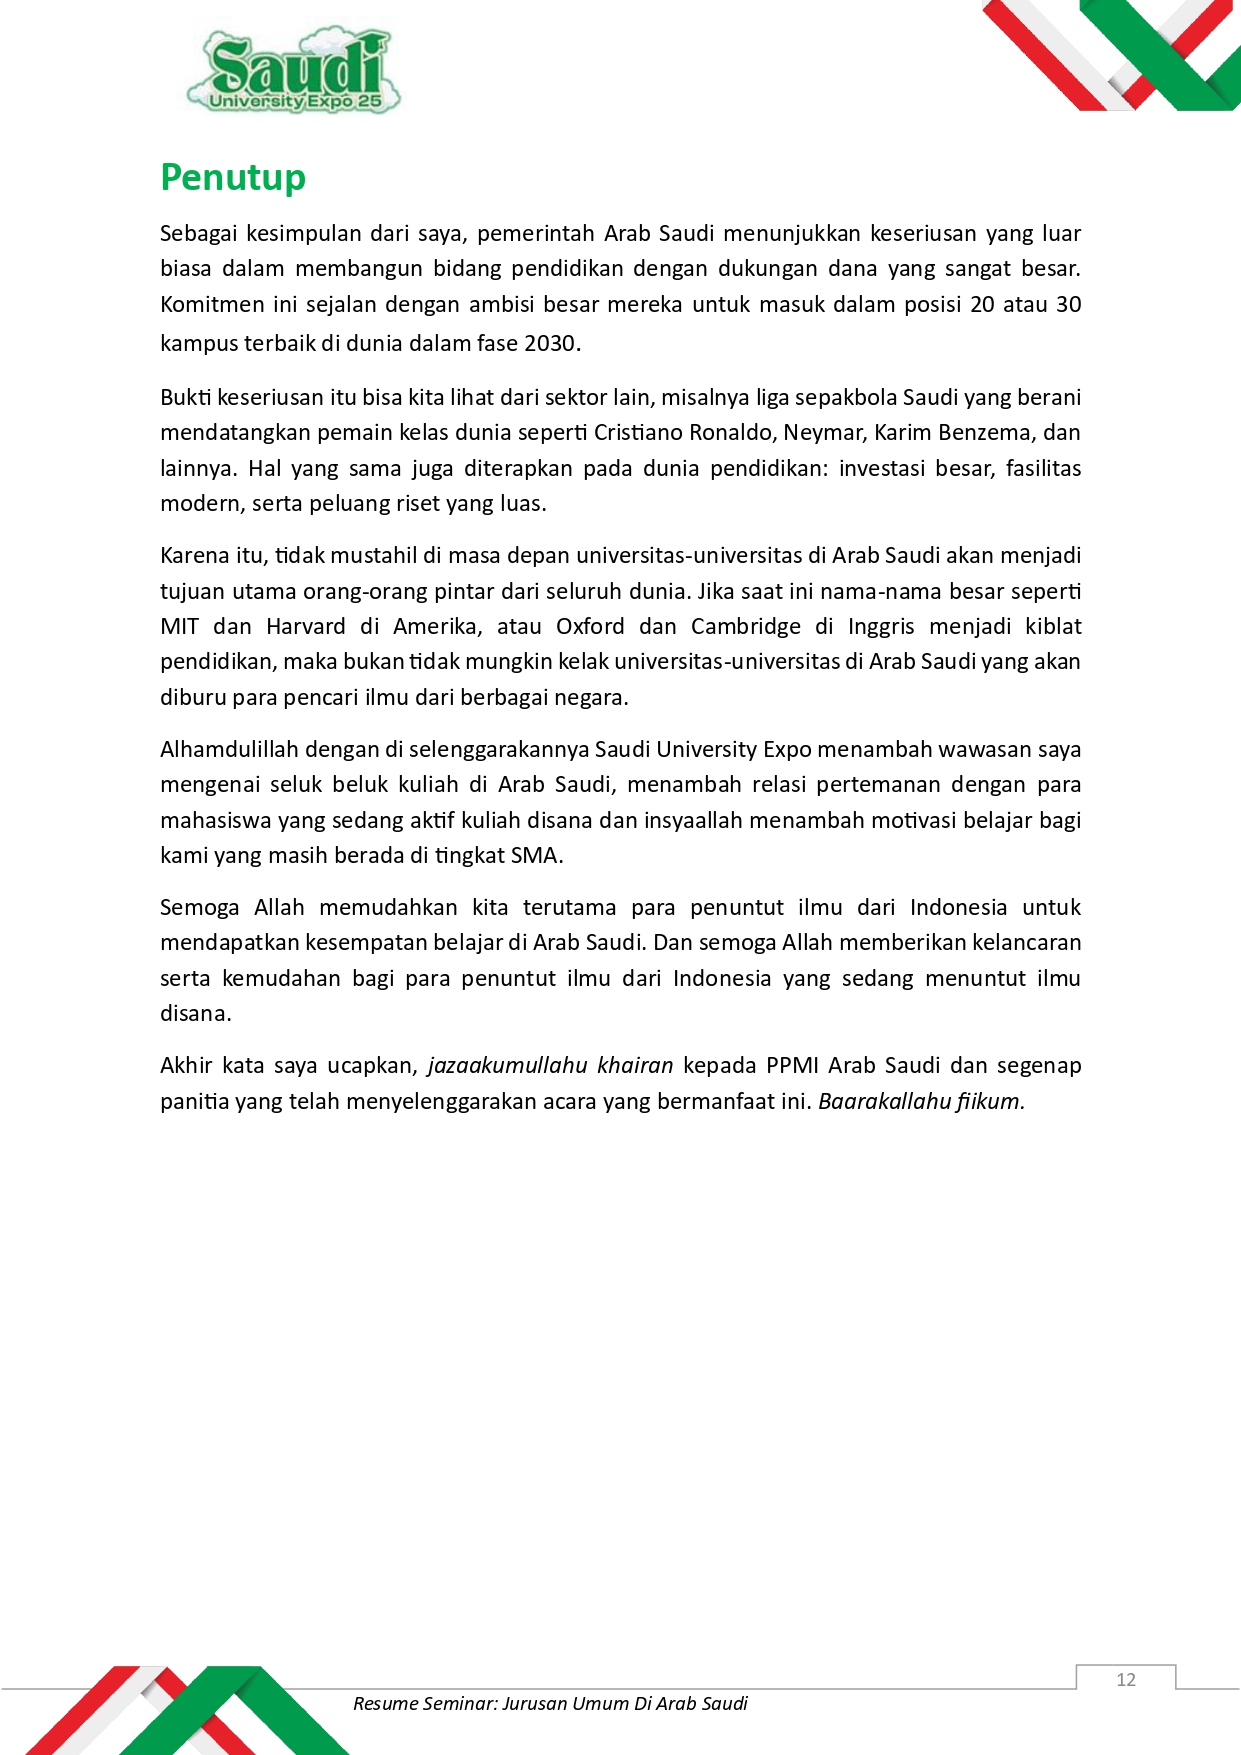 Saudi
University Expo 25
Penutup
Sebagai kesimpulan dari saya, pemerintah Arab Saudi menunjukkan keseriusan yang luar
biasa dalam membangun bidang pendidikan dengan dukungan dana yang sangat besar.
Komitmen ini sejalan dengan ambisi besar mereka untuk masuk dalam posisi 20 atau 30
kampus terbaik di dunia dalam fase 2030.
Bukti keseriusan itu bisa kita lihat dari sektor lain, misalnya liga sepakbola Saudi yang berani
mendatangkan pemain kelas dunia seperti Cristiano Ronaldo, Neymar, Karim Benzema, dan
lainnya. Hal yang sama juga diterapkan pada dunia pendidikan: investasi besar, fasilitas
modern, serta peluang riset yang luas.
Karena itu, tidak mustahil di masa depan universitas-universitas di Arab Saudi akan menjadi
tujuan utama orang-orang pintar dari seluruh dunia. Jika saat ini nama-nama besar seperti
MIT dan Harvard di Amerika, atau Oxford dan Cambridge di Inggris menjadi kiblat
pendidikan, maka bukan tidak mungkin kelak universitas-universitas di Arab Saudi yang akan
diburu para pencari ilmu dari berbagai negara.
Alhamdulillah dengan di selenggarakannya Saudi University Expo menambah wawasan saya
mengenai seluk beluk kuliah di Arab Saudi, menambah relasi pertemanan dengan para
mahasiswa yang sedang aktif kuliah disana dan insyaallah menambah motivasi belajar bagi
kami yang masih berada di tingkat SMA.
Semoga Allah memudahkan kita terutama para penuntut ilmu dari Indonesia untuk
mendapatkan kesempatan belajar di Arab Saudi. Dan semoga Allah memberikan kelancaran
serta kemudahan bagi para penuntut ilmu dari Indonesia yang sedang menuntut ilmu
disana.
Akhir kata saya ucapkan, jazaakumullahu khairan kepada PPMI Arab Saudi dan segenap
panitia yang telah menyelenggarakan acara yang bermanfaat ini. Baarakallahu fiikum.
12
Resume Seminar: Jurusan Umum Di Arab Saudi